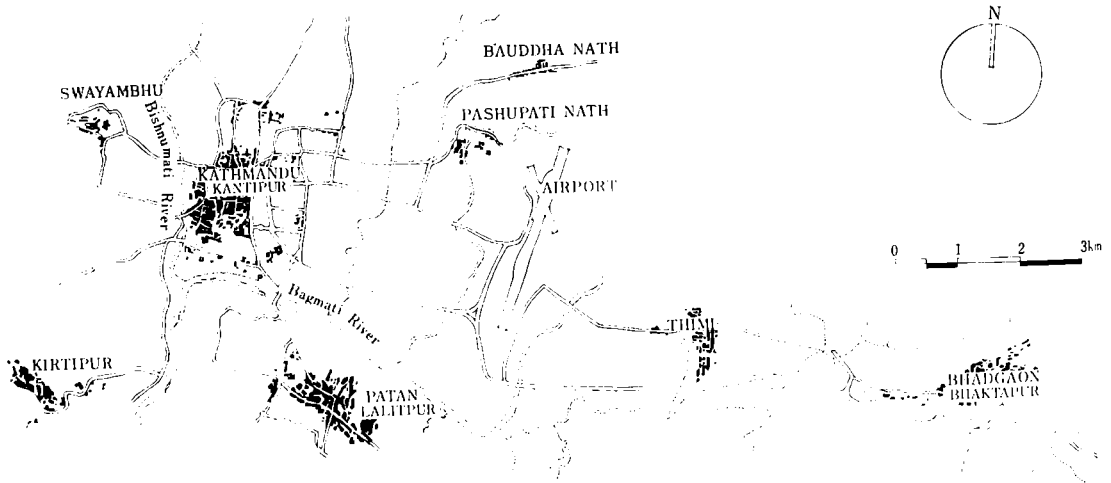 N
BAUDDHA NATH
SWAYAMBHU
Bishnumati River
PASHUPATI NATH
KATHMANDU
KANTIPUR
AIRPORT
0 1 2 3km
Bagmati River
THIMI
KIRTIPUR
PATAN
LALITPUR
BHADGAON
BHAKTAPUR